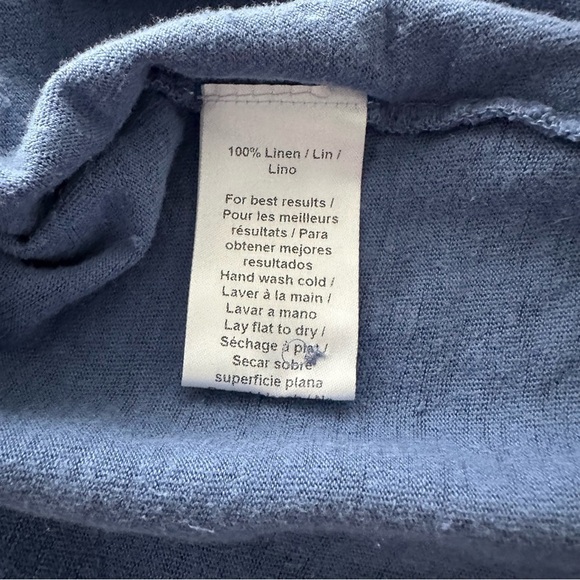 100% Linen / Lin /
Lino
For best results /
Pour les meilleurs
résultats / Para
obtener mejores
resultados
Hand wash cold /
Laver à la main /
Lavar a mano
Lay flat to dry /
Séchage à plat /
Secar sobre
superficie plana